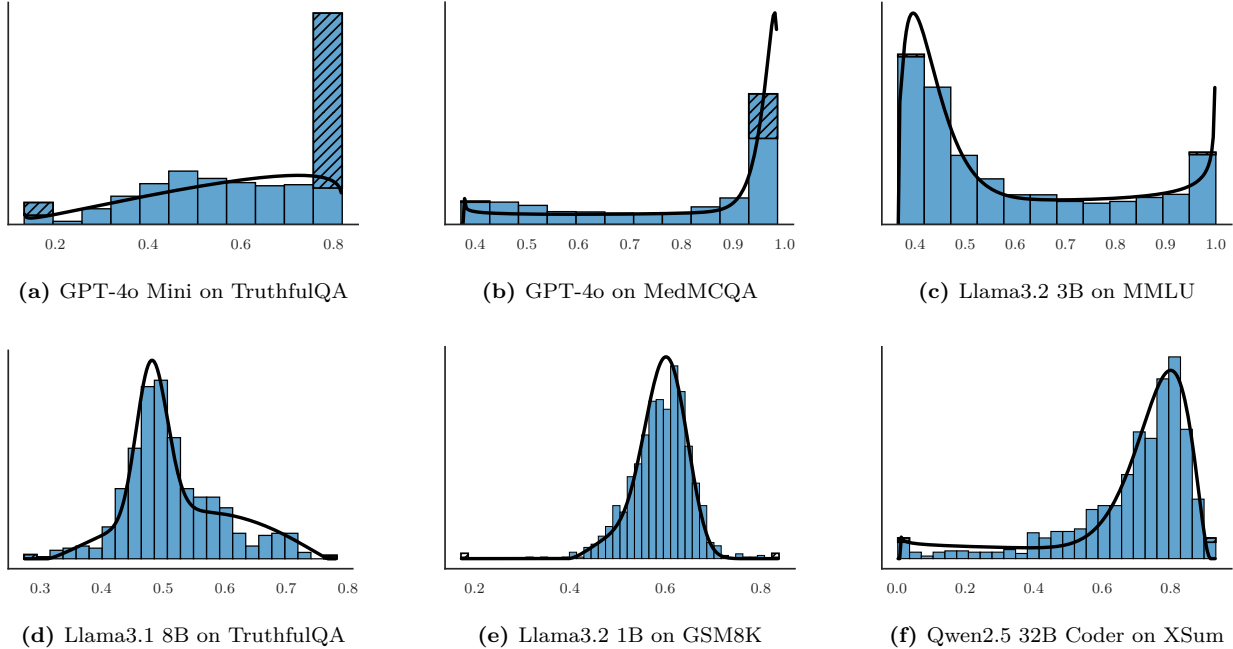 0.2 0.4 0.6 0.8
0.4 0.5 0.6 0.7 0.8 0.9 1.0
0.4 0.5 0.6 0.7 0.8 0.9 1.0
(a) GPT-4o Mini on TruthfulQA
(b) GPT-4o on MedMCQA
(c) Llama3.2 3B on MMLU
0.3 0.4 0.5 0.6 0.7 0.8
0.2 0.4 0.6 0.8
0.0 0.2 0.4 0.6 0.8
(d) Llama3.1 8B on TruthfulQA
(e) Llama3.2 1B on GSM8K
(f) Qwen2.5 32B Coder on XSum